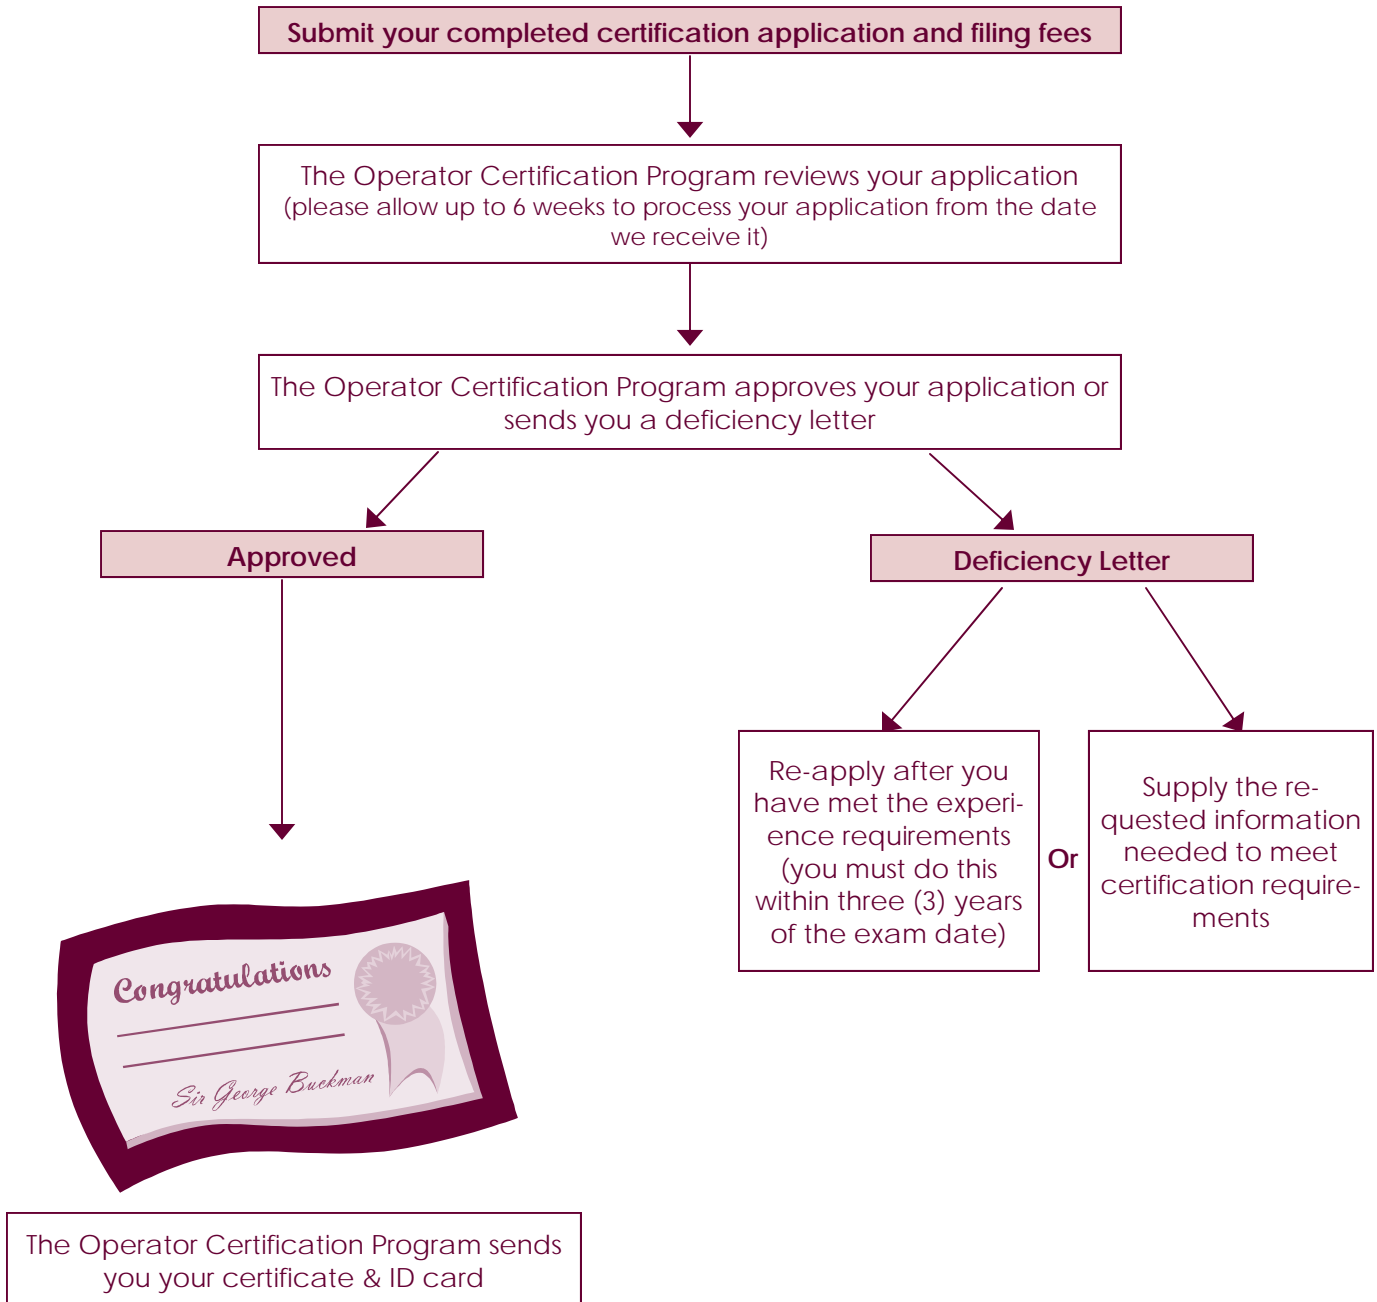 Submit your completed certification application and filing fees
The Operator Certification Program reviews your application
(please allow up to 6 weeks to process your application from the date
we receive it)
The Operator Certification Program approves your application or
sends you a deficiency letter
Approved
Deficiency Letter
Re-apply after you
have met the experi-
ence requirements
(you must do this
within three (3) years
of the exam date)
Or
Supply the re-
quested information
needed to meet
certification require-
ments
Congratulations
Sir George Buckman
The Operator Certification Program sends
you your certificate & ID card